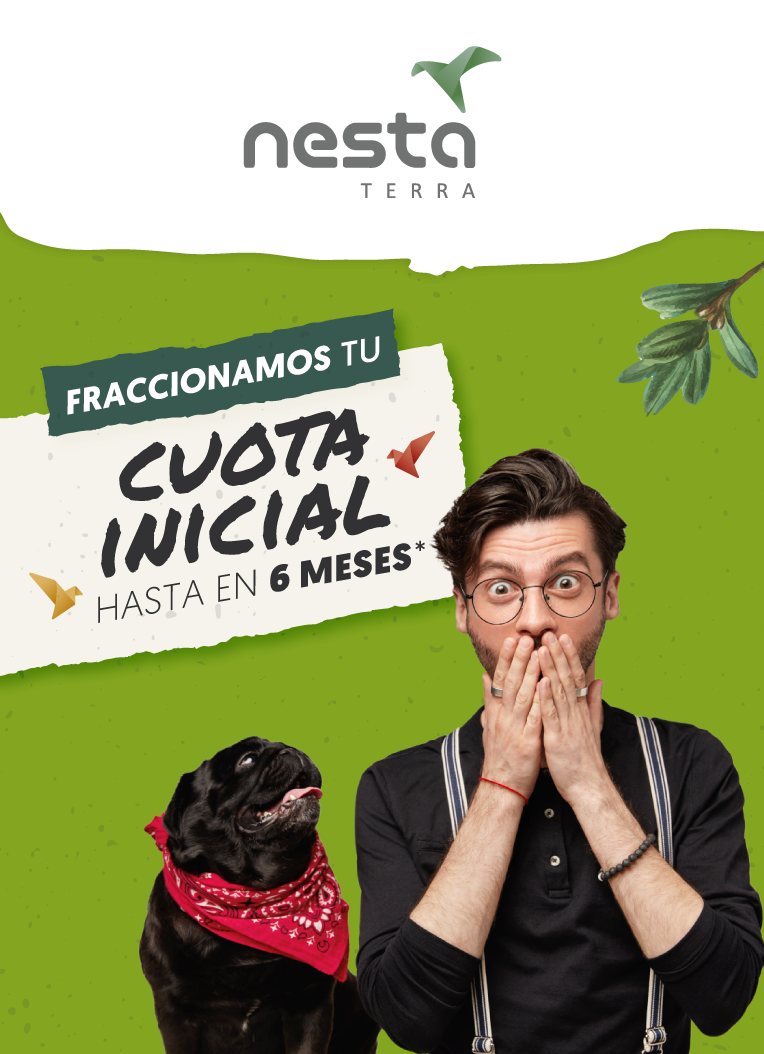 nesta
TERRA
FRACCIONAMOS TU
CUOTA
INICIAL
HASTA EN 6 MESES*